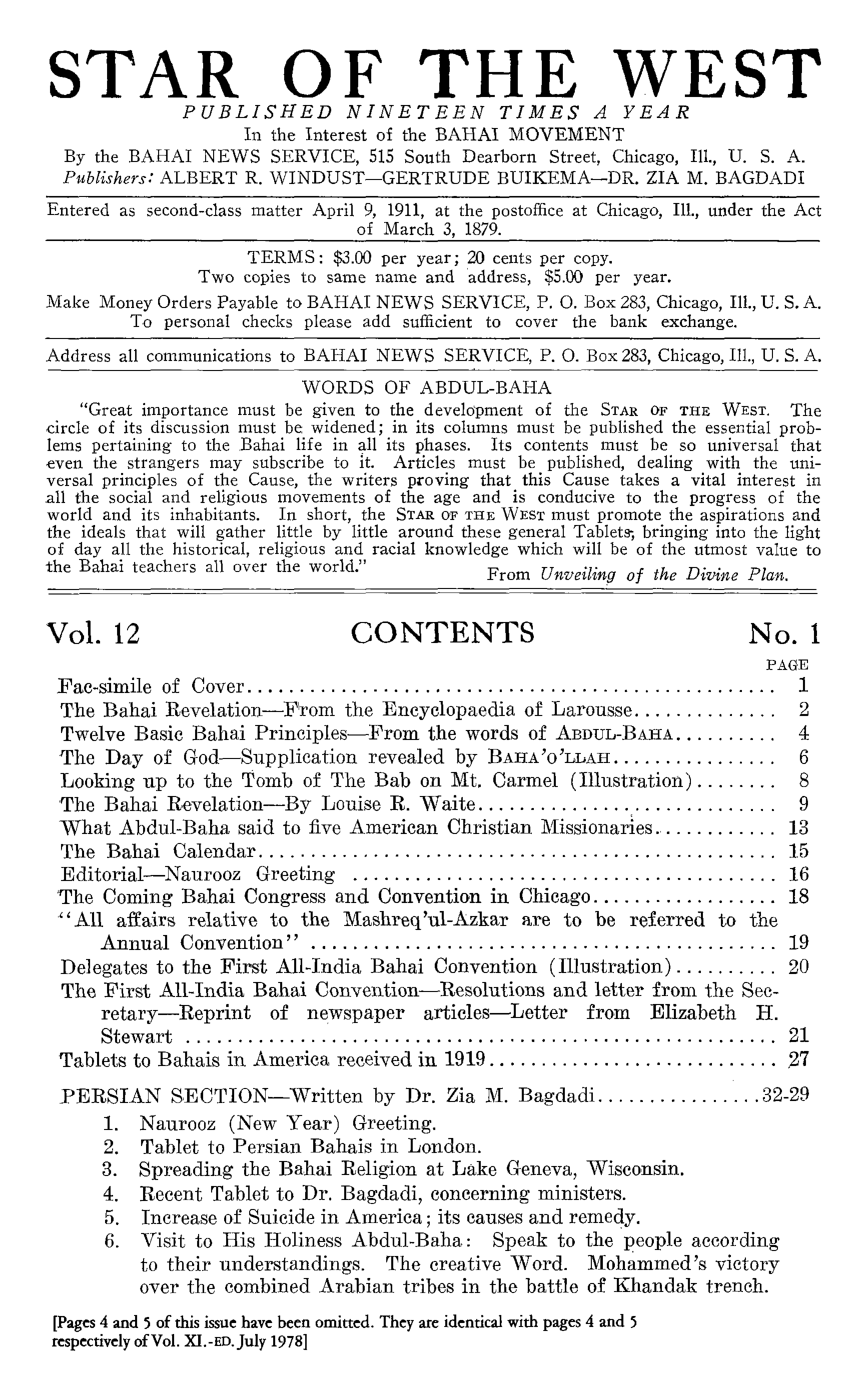 STAR OF THE WEST
PUBLISHED NINETEEN TIMES A YEAR
In the Interest of the BAHAI MOVEMENT
By the BAHAI NEWS SERVICE, 515 South Dearborn Street, Chicago, Ill., U. S. A.
Publishers: ALBERT R. WINDUST—GERTRUDE BUIKEMA—DR. ZIA M. BAGDADI
Entered as second-class matter April 9, 1911, at the postoffice at Chicago, Ill., under the Act
of March 3, 1879.
TERMS: $3.00 per year; 20 cents per copy.
Two copies to same name and address, $5.00 per year.
Make Money Orders Payable to BAHAI NEWS SERVICE, P. O. Box 283, Chicago, Ill., U. S. A.
To personal checks please add sufficient to cover the bank exchange.
Address all communications to BAHAI NEWS SERVICE, P. O. Box 283, Chicago, Ill., U. S. A.
WORDS OF ABDUL-BAHA
"Great importance must be given to the development of the STAR OF THE WEST. The
circle of its discussion must be widened; in its columns must be published the essential prob-
lems pertaining to the Bahai life in all its phases. Its contents must be so universal that
even the strangers may subscribe to it. Articles must be published, dealing with the uni-
versal principles of the Cause, the writers proving that this Cause takes a vital interest in
all the social and religious movements of the age and is conducive to the progress of the
world and its inhabitants. In short, the STAR OF THE WEST must promote the aspirations and
the ideals that will gather little by little around these general Tablets, bringing into the light
of day all the historical, religious and racial knowledge which will be of the utmost value to
the Bahai teachers all over the world."
From Unveiling of the Divine Plan.
Vol. 12 CONTENTS No. 1
PAGE
Fac-simile of Cover................................................... 1
The Bahai Revelation—From the Encyclopaedia of Larousse.............. 2
Twelve Basic Bahai Principles—From the words of ABDUL-BAHA.......... 4
The Day of God—Supplication revealed by BAHA'O'LLAH................ 6
Looking up to the Tomb of The Bab on Mt. Carmel (Illustration)........ 8
The Bahai Revelation—By Louise R. Waite............................. 9
What Abdul-Baha said to five American Christian Missionaries............ 13
The Bahai Calendar.................................................. 15
Editorial—Naurooz Greeting ......................................... 16
The Coming Bahai Congress and Convention in Chicago.................. 18
"All affairs relative to the Mashreq'ul-Azkar are to be referred to the
Annual Convention" ............................................. 19
Delegates to the First All-India Bahai Convention (Illustration).......... 20
The First All-India Bahai Convention—Resolutions and letter from the Sec-
retary—Reprint of newspaper articles—Letter from Elizabeth H.
Stewart ......................................................... 21
Tablets to Bahais in America received in 1919............................ 27
PERSIAN SECTION—Written by Dr. Zia M. Bagdadi................32-29
1. Naurooz (New Year) Greeting.
2. Tablet to Persian Bahais in London.
3. Spreading the Bahai Religion at Lake Geneva, Wisconsin.
4. Recent Tablet to Dr. Bagdadi, concerning ministers.
5. Increase of Suicide in America; its causes and remedy.
6. Visit to His Holiness Abdul-Baha: Speak to the people according
to their understandings. The creative Word. Mohammed's victory
over the combined Arabian tribes in the battle of Khandak trench.
[Pages 4 and 5 of this issue have been omitted. They are identical with pages 4 and 5
respectively of Vol. XI.-ED. July 1978]